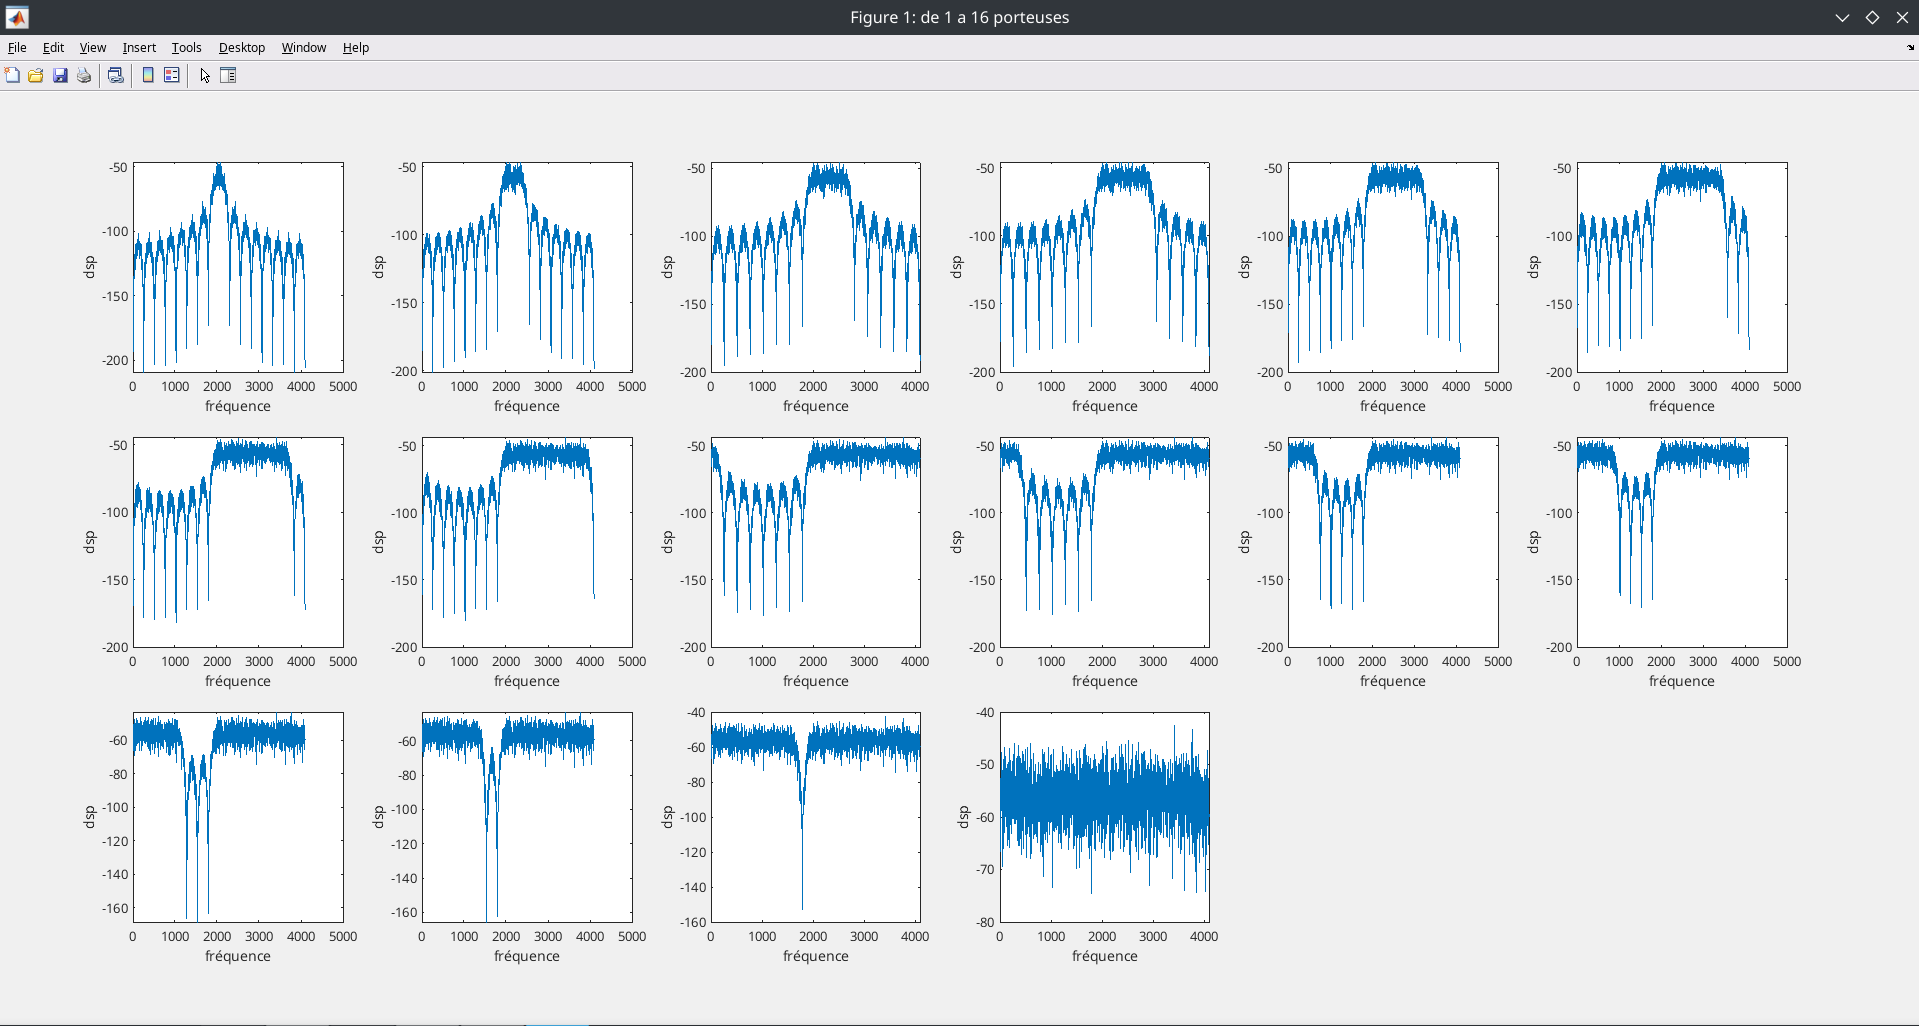 Figure 1: de 1 a 16 porteuses
File Edit View Insert Tools Desktop Window Help
-50 -50 -50 -50 -50 -50
-100 -100 -100 -100 -100 -100
dsp dsp dsp dsp dsp dsp
-150 -150 -150 -150 -150 -150
-200 -200 -200 -200 -200 -200
0 1000 2000 3000 4000 5000 0 1000 2000 3000 4000 5000 0 1000 2000 3000 4000 0 1000 2000 3000 4000 0 1000 2000 3000 4000 5000 0 1000 2000 3000 4000 5000
fréquence fréquence fréquence fréquence fréquence fréquence
-50 -50 -50 -50 -50 -50
-100 -100 -100 -100 -100 -100
dsp dsp dsp dsp dsp dsp
-150 -150 -150 -150 -150 -150
-200 -200 -200 -200 -200 -200
0 1000 2000 3000 4000 5000 0 1000 2000 3000 4000 5000 0 1000 2000 3000 4000 0 1000 2000 3000 4000 0 1000 2000 3000 4000 5000 0 1000 2000 3000 4000 5000
fréquence fréquence fréquence fréquence fréquence fréquence
-40 -40
-60 -60 -60 -50
-80 -80 -80 -60
-100 -100 -100
dsp dsp dsp dsp
-120 -120 -120 -70
-140 -140 -140
-160 -160 -160 -80
0 1000 2000 3000 4000 5000 0 1000 2000 3000 4000 5000 0 1000 2000 3000 4000 0 1000 2000 3000 4000
fréquence fréquence fréquence fréquence